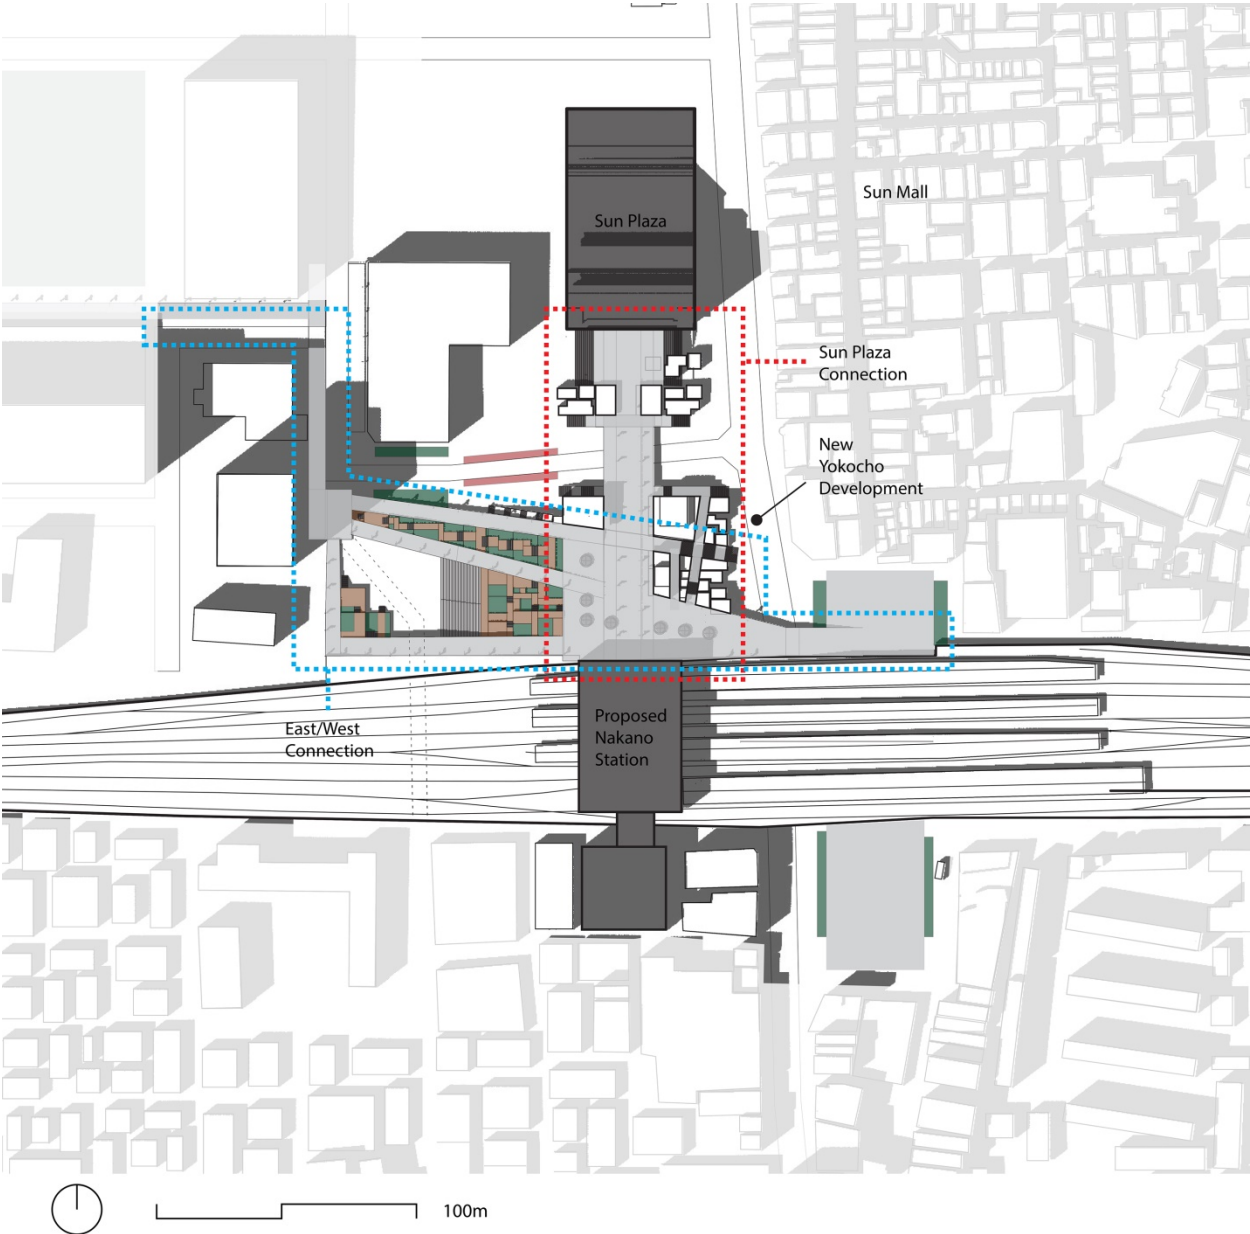 Sun Mall
Sun Plaza
Sun Plaza
Connection
New
Yokocho
Development
Proposed
Nakano
Station
East/West
Connection
100m